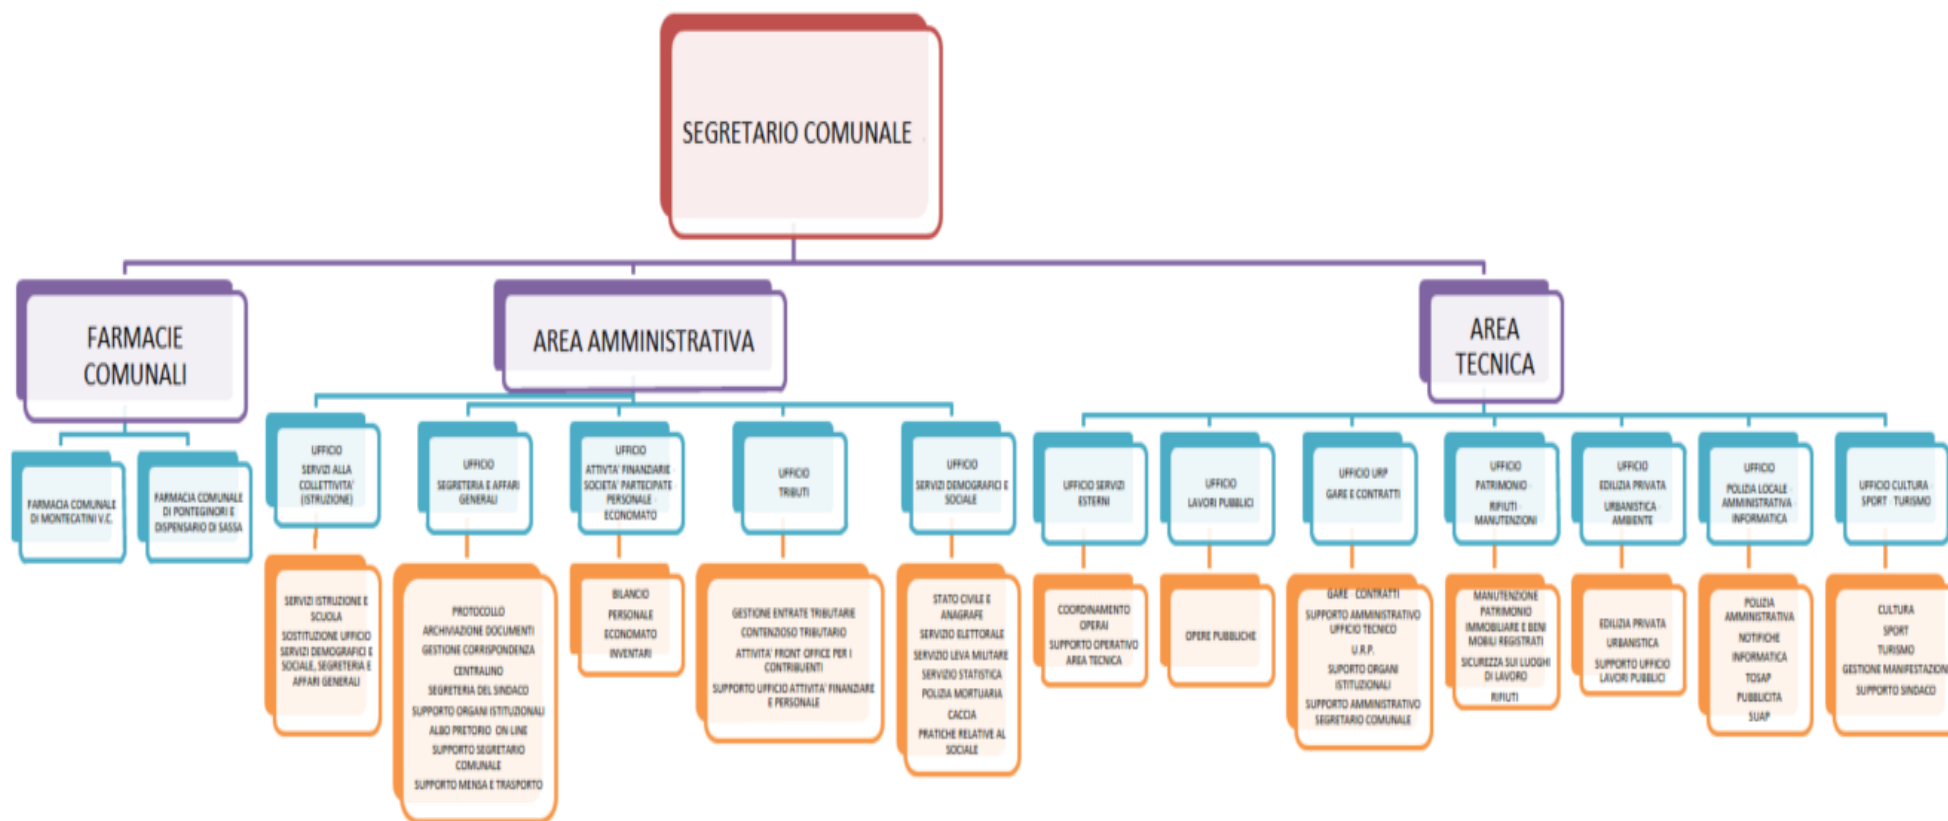 SEGRETARIO COMUNALE
FARMACIE
COMUNALI
AREA AMMINISTRATIVA
AREA
TECNICA
FARMACIA COMUNALE
DI MONTECATINI V.C.
FARMACIA COMUNALE
DI PONTEGINORI E
DISPENSARIO DI SASSA
UFFICIO
SERVIZI ALLA
COLLETTIVITA'
(ISTRUZIONE)
UFFICIO
SEGRETERIA E AFFARI
GENERALI
UFFICIO
ATTIVTA' FINANZIARIE -
SOCIETA' PARTECIPATE -
PERSONALE -
ECONOMATO
UFFICIO
TRIBUTI
UFFICIO
SERVIZI DEMOGRAFICI E
SOCIALE
UFFICIO SERVIZI
ESTERNI
UFFICIO
LAVORI PUBBLICI
UFFICIO URP
GARE E CONTRATTI
UFFICIO
PATRIMONIO -
RIFIUTI -
MANUTENZIONI
UFFICIO
EDILIZIA PRIVATA
URBANISTICA -
AMBIENTE
UFFICIO
POLIZIA LOCALE -
AMMINISTRATIVA -
INFORMATICA
UFFICIO CULTURA -
SPORT - TURISMO
SERVIZI ISTRUZIONE E
SCUOLA
SOSTITUZIONE UFFICIO
SERVIZI DEMOGRAFICI E
SOCIALE, SEGRETERIA E
AFFARI GENERALI
PROTOCOLLO
ARCHIVIAZIONE DOCUMENTI
GESTIONE CORRISPONDENZA
CENTRALINO
SEGRETERIA DEL SINDACO
SUPPORTO ORGANI ISTITUZIONALI
ALBO PRETORIO ON LINE
SUPPORTO SEGRETARIO
COMUNALE
SUPPORTO MENSA E TRASPORTO
BILANCIO
PERSONALE
ECONOMATO
INVENTARI
GESTIONE ENTRATE TRIBUTARIE
CONTENZIOSO TRIBUTARIO
ATTIVITA' FRONT OFFICE PER I
CONTRIBUENTI
SUPPORTO UFFICIO ATTIVITA' FINANZIARE
E PERSONALE
STATO CIVILE E
ANAGRAFE
SERVIZIO ELETTORALE
SERVIZIO LEVA MILITARE
SERVIZIO STATISTICA
POLIZIA MORTUARIA
CACCIA
PRATICHE RELATIVE AL
SOCIALE
COORDINAMENTO
OPERAI
SUPPORTO OPERATIVO
AREA TECNICA
OPERE PUBBLICHE
GARE - CONTRATTI
SUPPORTO AMMINISTRATIVO
UFFICIO TECNICO
U.R.P.
SUPORTO ORGANI
ISTITUZIONALI
SUPPORTO AMMINISTRATIVO
SEGRETARIO COMUNALE
MANUTENZIONE
PATRIMONIO
IMMOBILIARE E BENI
MOBILI REGISTRATI
SICUREZZA SUI LUOGHI
DI LAVORO
RIFIUTI
EDILIZIA PRIVATA
URBANISTICA
SUPPORTO UFFICIO
LAVORI PUBBLICI
POLIZIA
AMMINISTRATIVA
NOTIFICHE
INFORMATICA
TOSAP
PUBBLICITA
SUAP
CULTURA
SPORT
TURISMO
GESTIONE MANIFESTAZIONI
SUPPORTO SINDACO